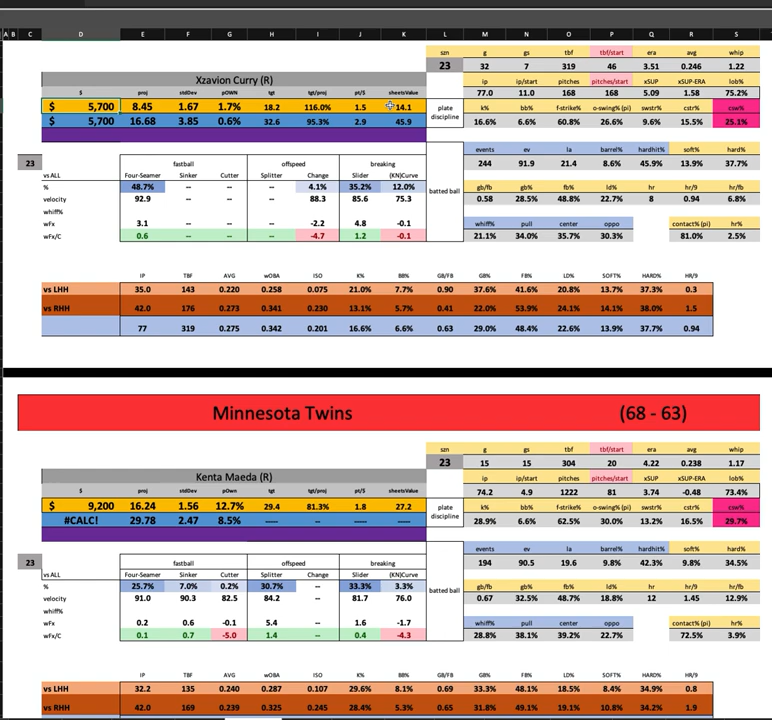 A B C D E F G H I J K L M N O P Q R S
szn g gs tbf tbf/start era avg whip
23 32 7 319 46 3.51 0.246 1.22
Xzavion Curry (R)
ip ip/start pitches pitches/start xSUP xSUP-ERA lob%
77.0 11.0 168 168 5.09 1.58 75.2%
$ proj stdDev pOWN tgt tgt/proj pt/$ sheetsValue
$ 5,700 8.45 1.67 1.7% 18.2 116.0% 1.5 14.1
plate discipline
k% bb% f-strike% o-swing% (pi) swstr% cstr% csw%
$ 5,700 16.68 3.85 0.6% 32.6 95.3% 2.9 45.9
16.6% 6.6% 60.8% 26.6% 9.6% 15.5% 25.1%
events ev la barrel% hardhit% soft% hard%
23 fastball offspeed breaking
244 91.9 21.4 8.6% 45.9% 13.9% 37.7%
vs ALL Four-Seamer Sinker Cutter Splitter Change Slider (KN)Curve
% 48.7% -- -- -- 4.1% 35.2% 12.0%
batted ball
gb/fb gb% fb% ld% hr hr/9 hr/fb
velocity 92.9 -- -- -- 88.3 85.6 75.3
0.58 28.5% 48.8% 22.7% 8 0.94 6.8%
whiff%
wFx 3.1 -2.2 4.8 -0.1
whiff% pull center oppo contact% (pi) hr%
wFx/C 0.6 -- -- -- -4.7 1.2 -0.1
21.1% 34.0% 35.7% 30.3% 81.0% 2.5%
IP TBF AVG wOBA ISO K% BB% GB/FB GB% FB% LD% SOFT% HARD% HR/9
vs LHH 35.0 143 0.220 0.258 0.075 21.0% 7.7% 0.90 37.6% 41.6% 20.8% 13.7% 37.3% 0.3
vs RHH 42.0 176 0.273 0.341 0.230 13.1% 5.7% 0.41 22.0% 53.9% 24.1% 14.1% 38.0% 1.5
77 319 0.275 0.342 0.201 16.6% 6.6% 0.63 29.0% 48.4% 22.6% 13.9% 37.7% 0.94
Minnesota Twins (68 - 63)
szn g gs tbf tbf/start era avg whip
23 15 15 304 20 4.22 0.238 1.17
Kenta Maeda (R)
ip ip/start pitches pitches/start xSUP xSUP-ERA lob%
74.2 4.9 1222 81 3.74 -0.48 73.4%
$ proj stdDev pOwn tgt tgt/proj pt/$ sheetsValue
$ 9,200 16.24 1.56 12.7% 29.4 81.3% 1.8 27.2
plate discipline
k% bb% f-strike% o-swing% (pi) swstr% cstr% csw%
#CALC! 29.78 2.47 8.5% ---- ----- ----- -----
28.9% 6.6% 62.5% 30.0% 13.2% 16.5% 29.7%
events ev la barrel% hardhit% soft% hard%
23 fastball offspeed breaking
194 90.5 19.6 9.8% 42.3% 9.8% 34.5%
vs ALL Four-Seamer Sinker Cutter Splitter Change Slider (KN)Curve
% 25.7% 7.0% 0.2% 30.7% -- 33.3% 3.3%
batted ball
gb/fb gb% fb% ld% hr hr/9 hr/fb
velocity 91.0 90.3 82.5 84.2 -- 81.7 76.0
0.67 32.5% 48.7% 18.8% 12 1.45 12.9%
whiff%
wFx 0.2 0.6 -0.1 5.4 1.6 -1.7
whiff% pull center oppo contact% (pi) hr%
wFx/C 0.1 0.7 -5.0 1.4 -- 0.4 -4.3
28.8% 38.1% 39.2% 22.7% 72.5% 3.9%
IP TBF AVG wOBA ISO K% BB% GB/FB GB% FB% LD% SOFT% HARD% HR/9
vs LHH 32.2 135 0.240 0.287 0.107 29.6% 8.1% 0.69 33.3% 48.1% 18.5% 8.4% 34.9% 0.8
vs RHH 42.0 169 0.239 0.325 0.245 28.4% 5.3% 0.65 31.8% 49.1% 19.1% 10.8% 34.2% 1.9